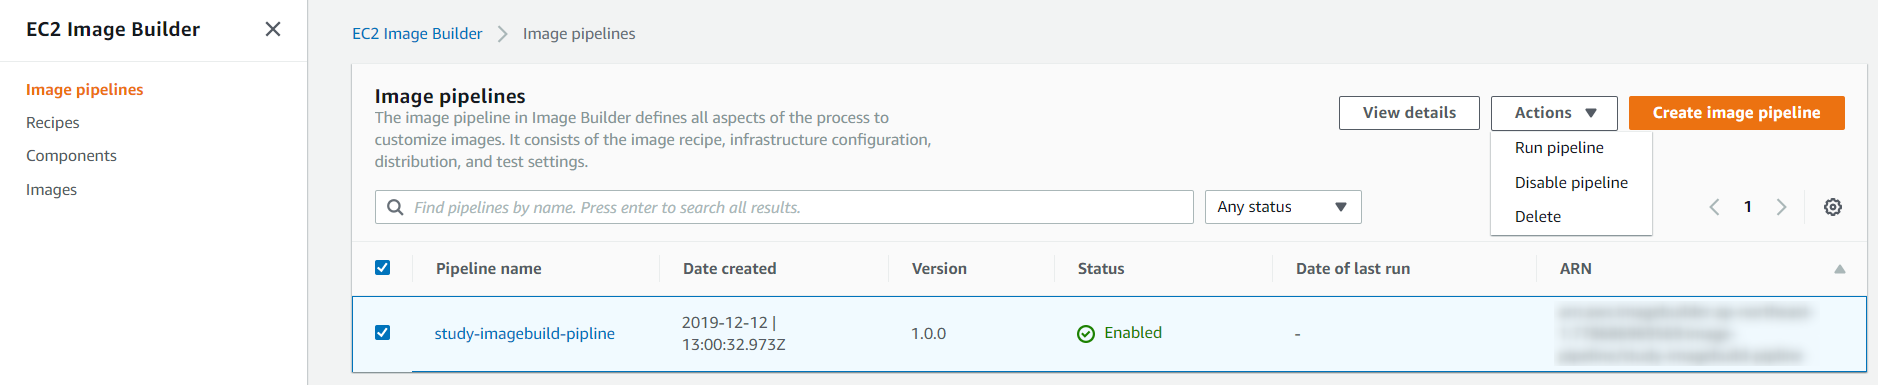 EC2 Image Builder
Image pipelines
Recipes
Components
Images
EC2 Image Builder
Image pipelines
Image pipelines
The image pipeline in Image Builder defines all aspects of the process to
customize images. It consists of the image recipe, infrastructure configuration,
distribution, and test settings.
View details
Actions
Create image pipeline
Run pipeline
Disable pipeline
Delete
Find pipelines by name. Press enter to search all results.
Any status
1
Pipeline name Date created Version Status Date of last run ARN
study-imagebuild-pipline
2019-12-12 |
13:00:32.973Z
1.0.0
Enabled
-